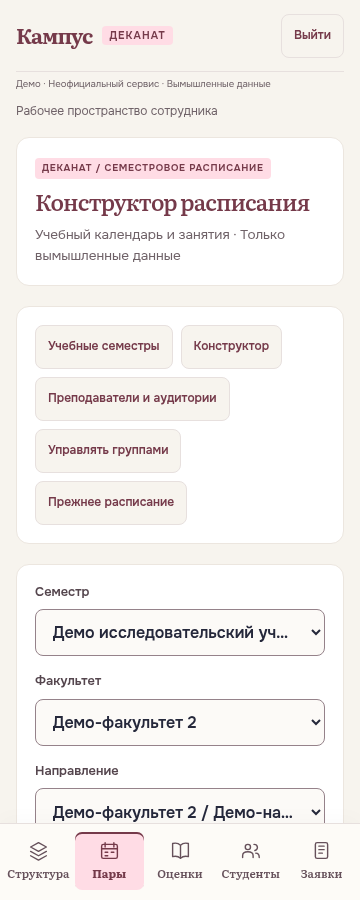 Кампус ДЕКАНАТ Выйти
Демо · Неофициальный сервис · Вымышленные данные
Рабочее пространство сотрудника
ДЕКАНАТ / СЕМЕСТРОВОЕ РАСПИСАНИЕ
Конструктор расписания
Учебный календарь и занятия · Только
вымышленные данные
Учебные семестры Конструктор
Преподаватели и аудитории
Управлять группами
Прежнее расписание
Семестр
Демо исследовательский уч...
Факультет
Демо-факультет 2
Направление
Демо-факультет 2 / Демо-на...
Структура Пары Оценки Студенты Заявки